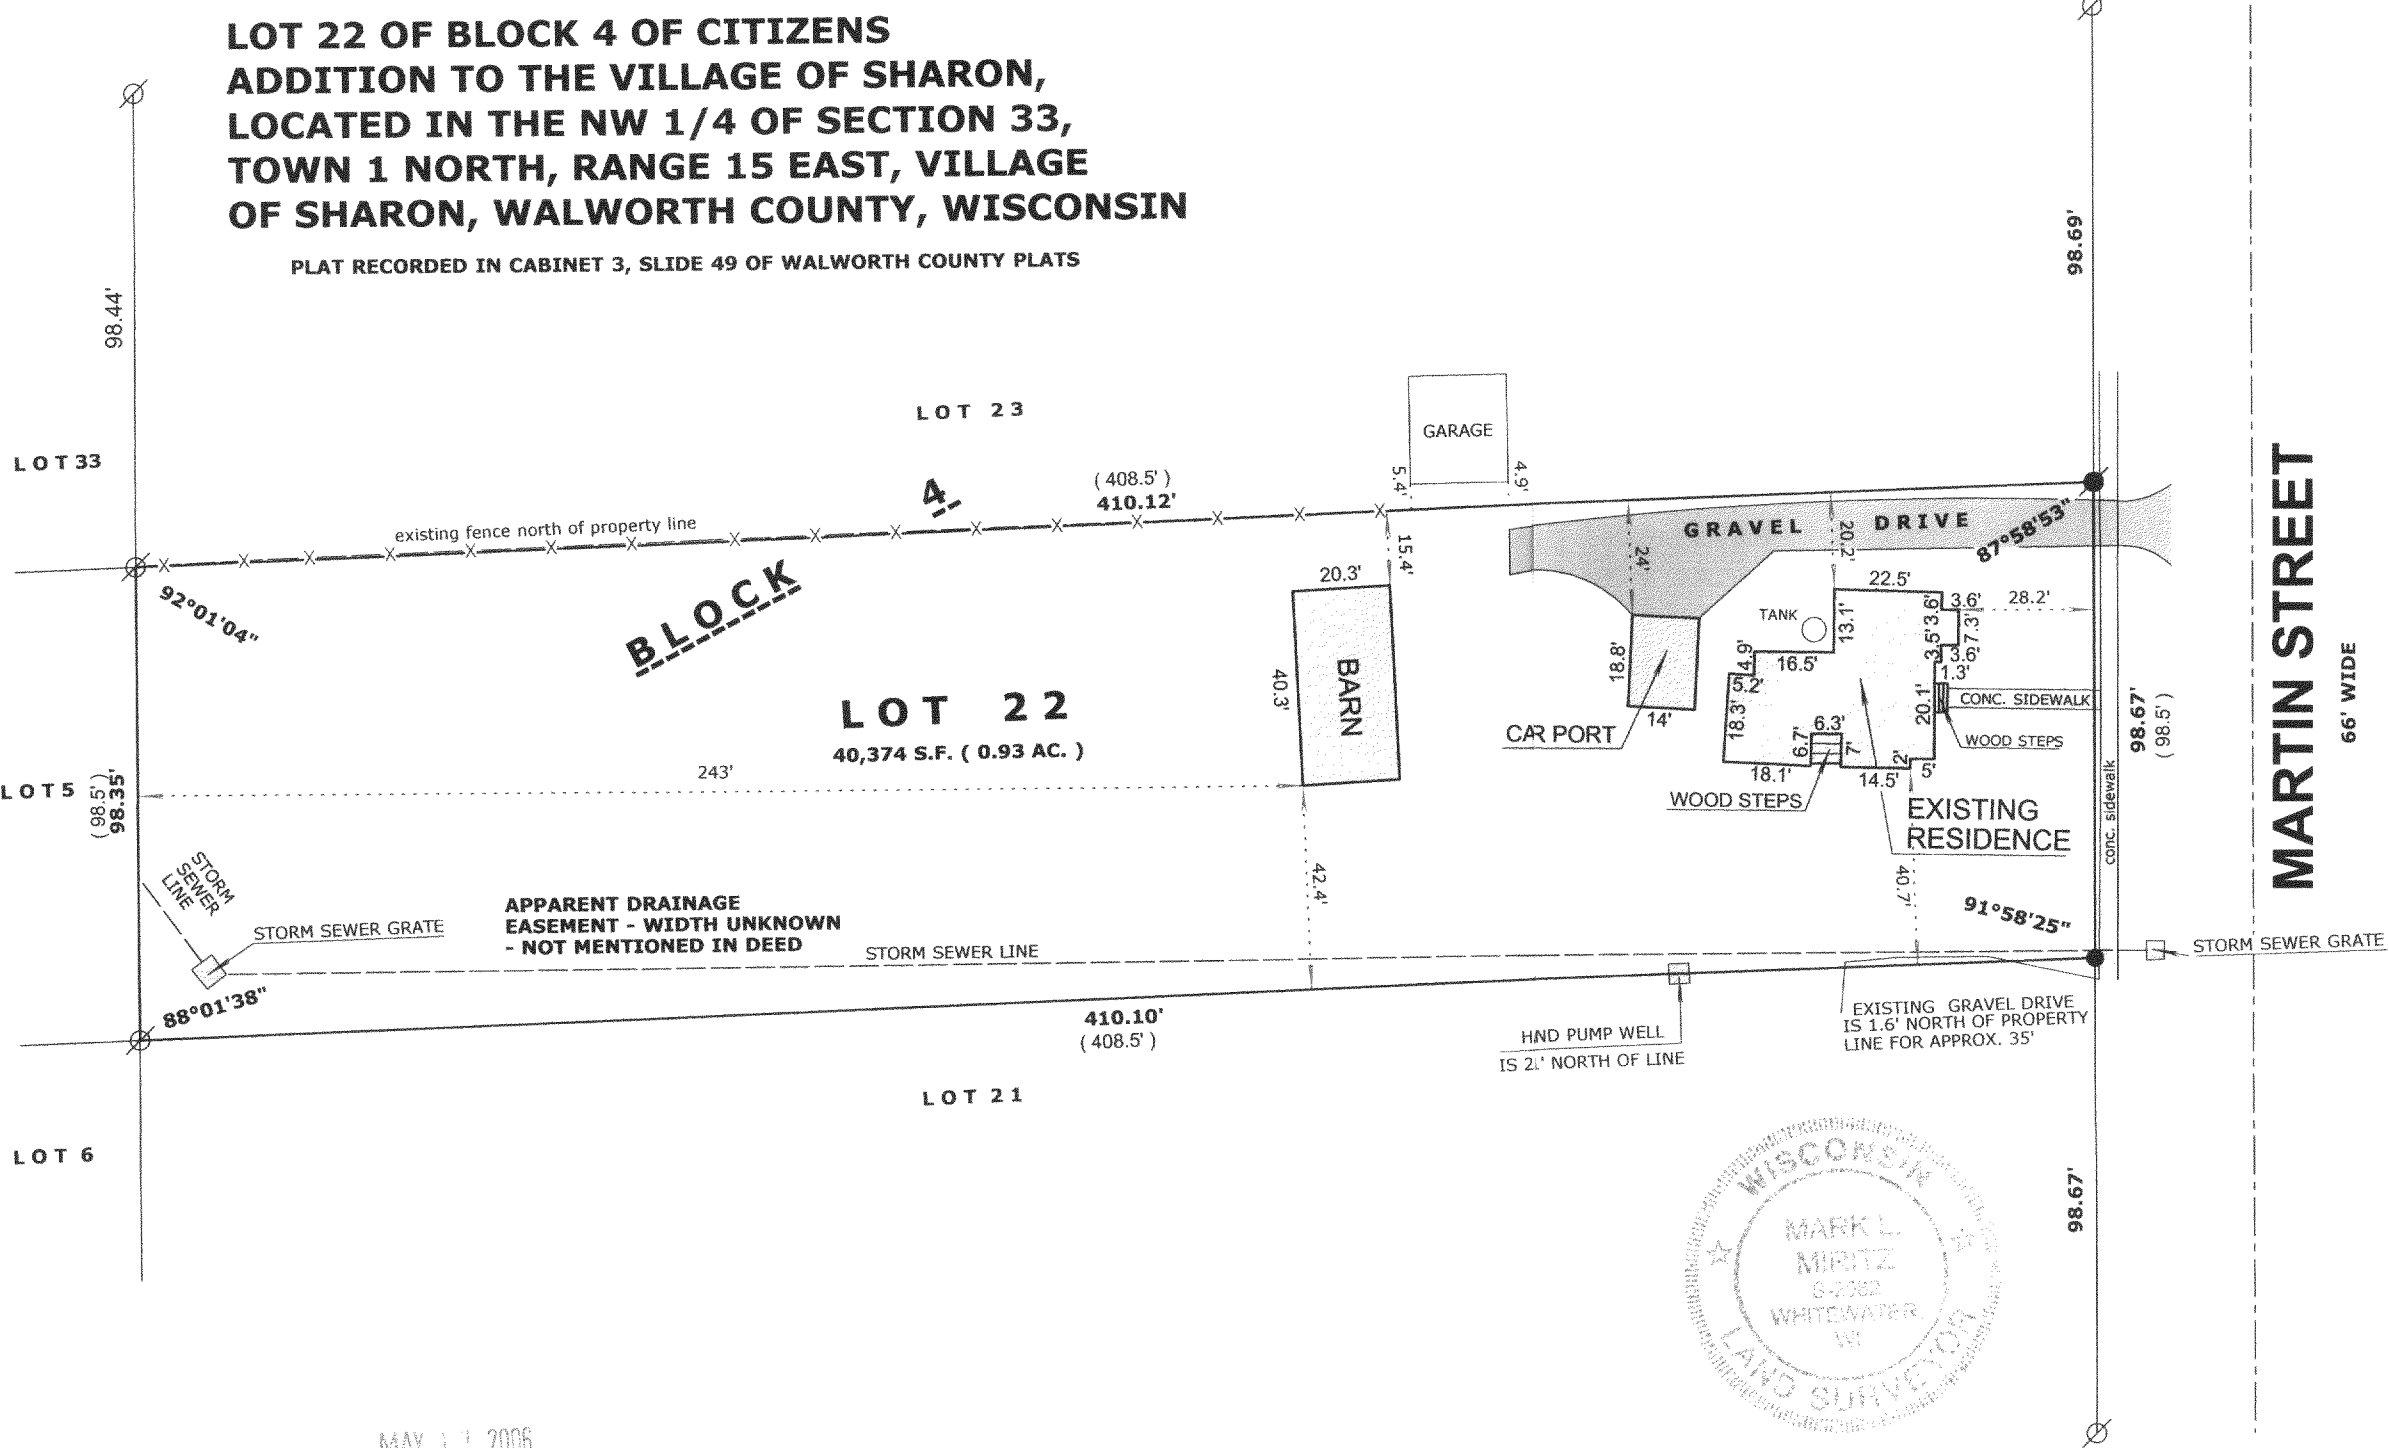 LOT 22 OF BLOCK 4 OF CITIZENS
ADDITION TO THE VILLAGE OF SHARON,
LOCATED IN THE NW 1/4 OF SECTION 33,
TOWN 1 NORTH, RANGE 15 EAST, VILLAGE
OF SHARON, WALWORTH COUNTY, WISCONSIN
PLAT RECORDED IN CABINET 3, SLIDE 49 OF WALWORTH COUNTY PLATS
98.44'
98.69'
LOT 33
LOT 23
GARAGE
5.4'
4.9'
( 408.5' )
410.12'
existing fence north of property line
BLOCK 4
92°01'04"
87°58'53"
GRAVEL DRIVE
15.4'
24'
20.2'
20.3'
40.3'
BARN
LOT 22
40,374 S.F. ( 0.93 AC. )
243'
18.8'
14'
CAR PORT
TANK
22.5'
13.1'
3.6'
3.6'
7.3'
3.5'
3.6'
1.3'
28.2'
16.5'
4.9'
5.2'
18.3'
20.1'
6.3'
6.7'
7'
2'
5'
18.1'
14.5'
CONC. SIDEWALK
WOOD STEPS
WOOD STEPS
EXISTING
RESIDENCE
conc. sidewalk
98.67'
( 98.5' )
MARTIN STREET
66' WIDE
LOT 5
( 98.5' )
98.35'
STORM
SEWER
LINE
STORM SEWER GRATE
APPARENT DRAINAGE
EASEMENT - WIDTH UNKNOWN
- NOT MENTIONED IN DEED
STORM SEWER LINE
42.4'
40.7'
91°58'25"
STORM SEWER GRATE
88°01'38"
410.10'
( 408.5' )
LOT 21
PUMP WELL
IS NORTH OF LINE
EXISTING GRAVEL DRIVE
IS 1.6' NORTH OF PROPERTY
LINE FOR APPROX. 35'
LOT 6
98.67'
WISCONSIN
MARK L.
MIRITZ
WHITEWATER,
WI
LAND SURVEYOR
MAY 2006